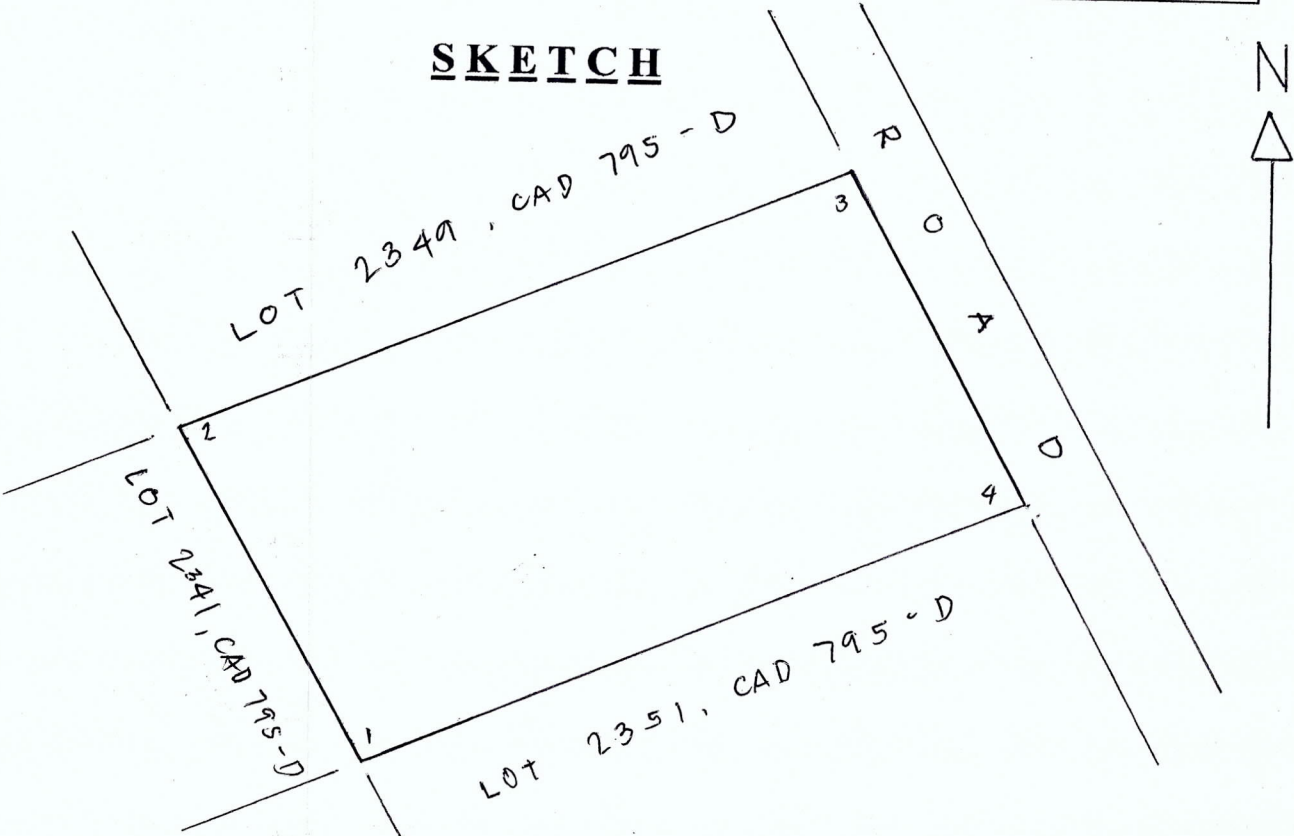 SKETCH
N
LOT 2349, CAD 795-D
ROAD
3
2
4
1
LOT 2341, CAD 795-D
LOT 2351, CAD 795-D